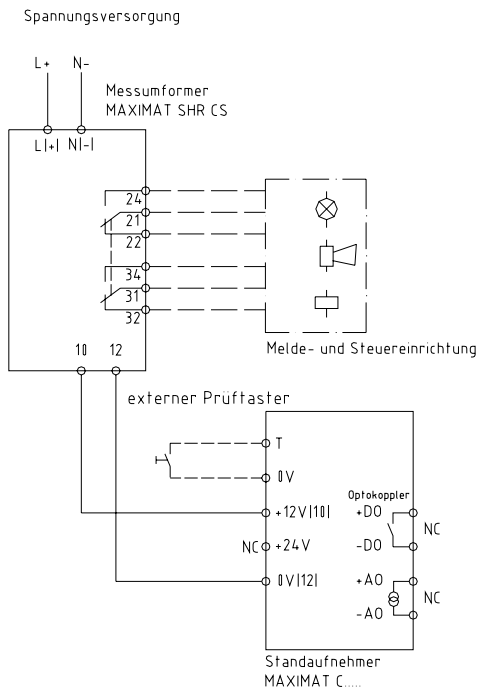 Spannungsversorgung
L+ N-
Messumformer
MAXIMAT SHR CS
L|+| N|-|
24
21
22
34
31
32
10 12
Melde- und Steuereinrichtung
externer Prüftaster
T
0V
Optokoppler
+12V|10| +DO
NC
NC +24V -DO
0V|12| +AO
NC
-AO
Standaufnehmer
MAXIMAT C.....